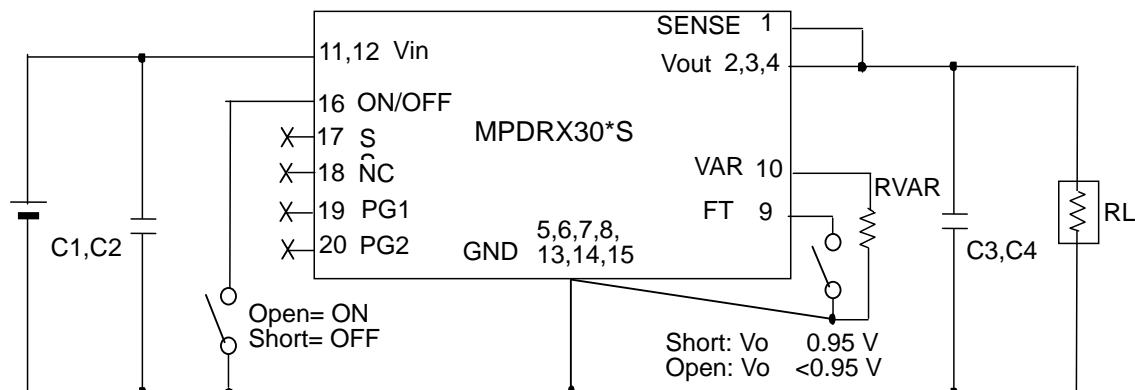 SENSE 1
11,12 Vin
Vout 2,3,4
16 ON/OFF
MPDRX30*S
17 S
18 NC
VAR 10
RVAR
19 PG1
FT 9
RL
20 PG2
5,6,7,8,
GND 13,14,15
C1,C2
C3,C4
Open= ON
Short= OFF
Short: Vo 0.95 V
Open: Vo <0.95 V